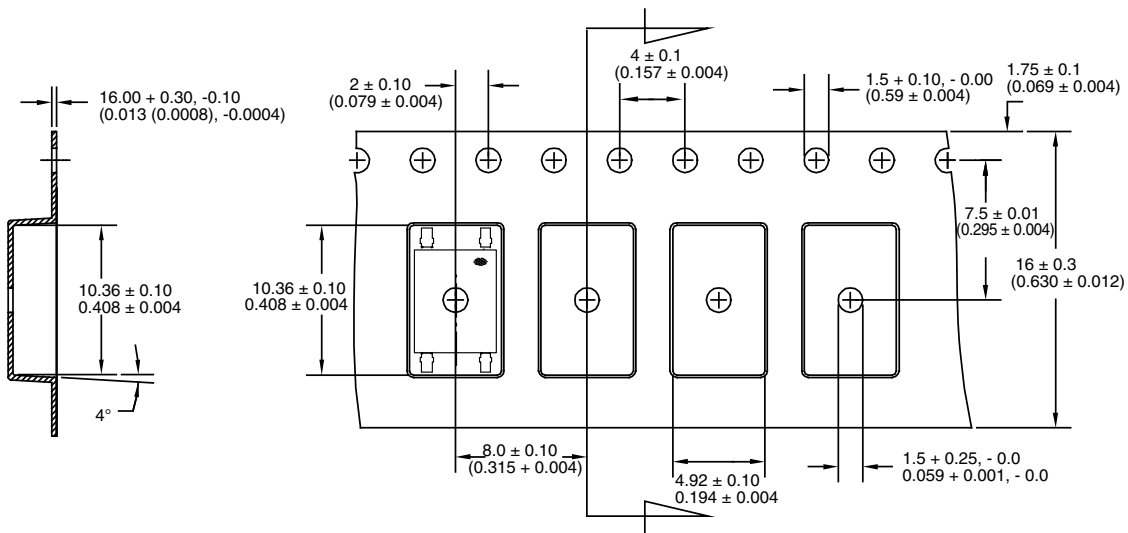 4 ± 0.1
(0.157 ± 0.004)
1.75 ± 0.1
(0.069 ± 0.004)
2 ± 0.10
(0.079 ± 0.004)
1.5 + 0.10, - 0.00
(0.59 ± 0.004)
16.00 + 0.30, -0.10
(0.013 (0.0008), -0.0004)
7.5 ± 0.01
(0.295 ± 0.004)
16 ± 0.3
(0.630 ± 0.012)
10.36 ± 0.10
0.408 ± 0.004
10.36 ± 0.10
0.408 ± 0.004
4°
8.0 ± 0.10
(0.315 + 0.004)
4.92 ± 0.10
0.194 ± 0.004
1.5 + 0.25, - 0.0
0.059 + 0.001, - 0.0